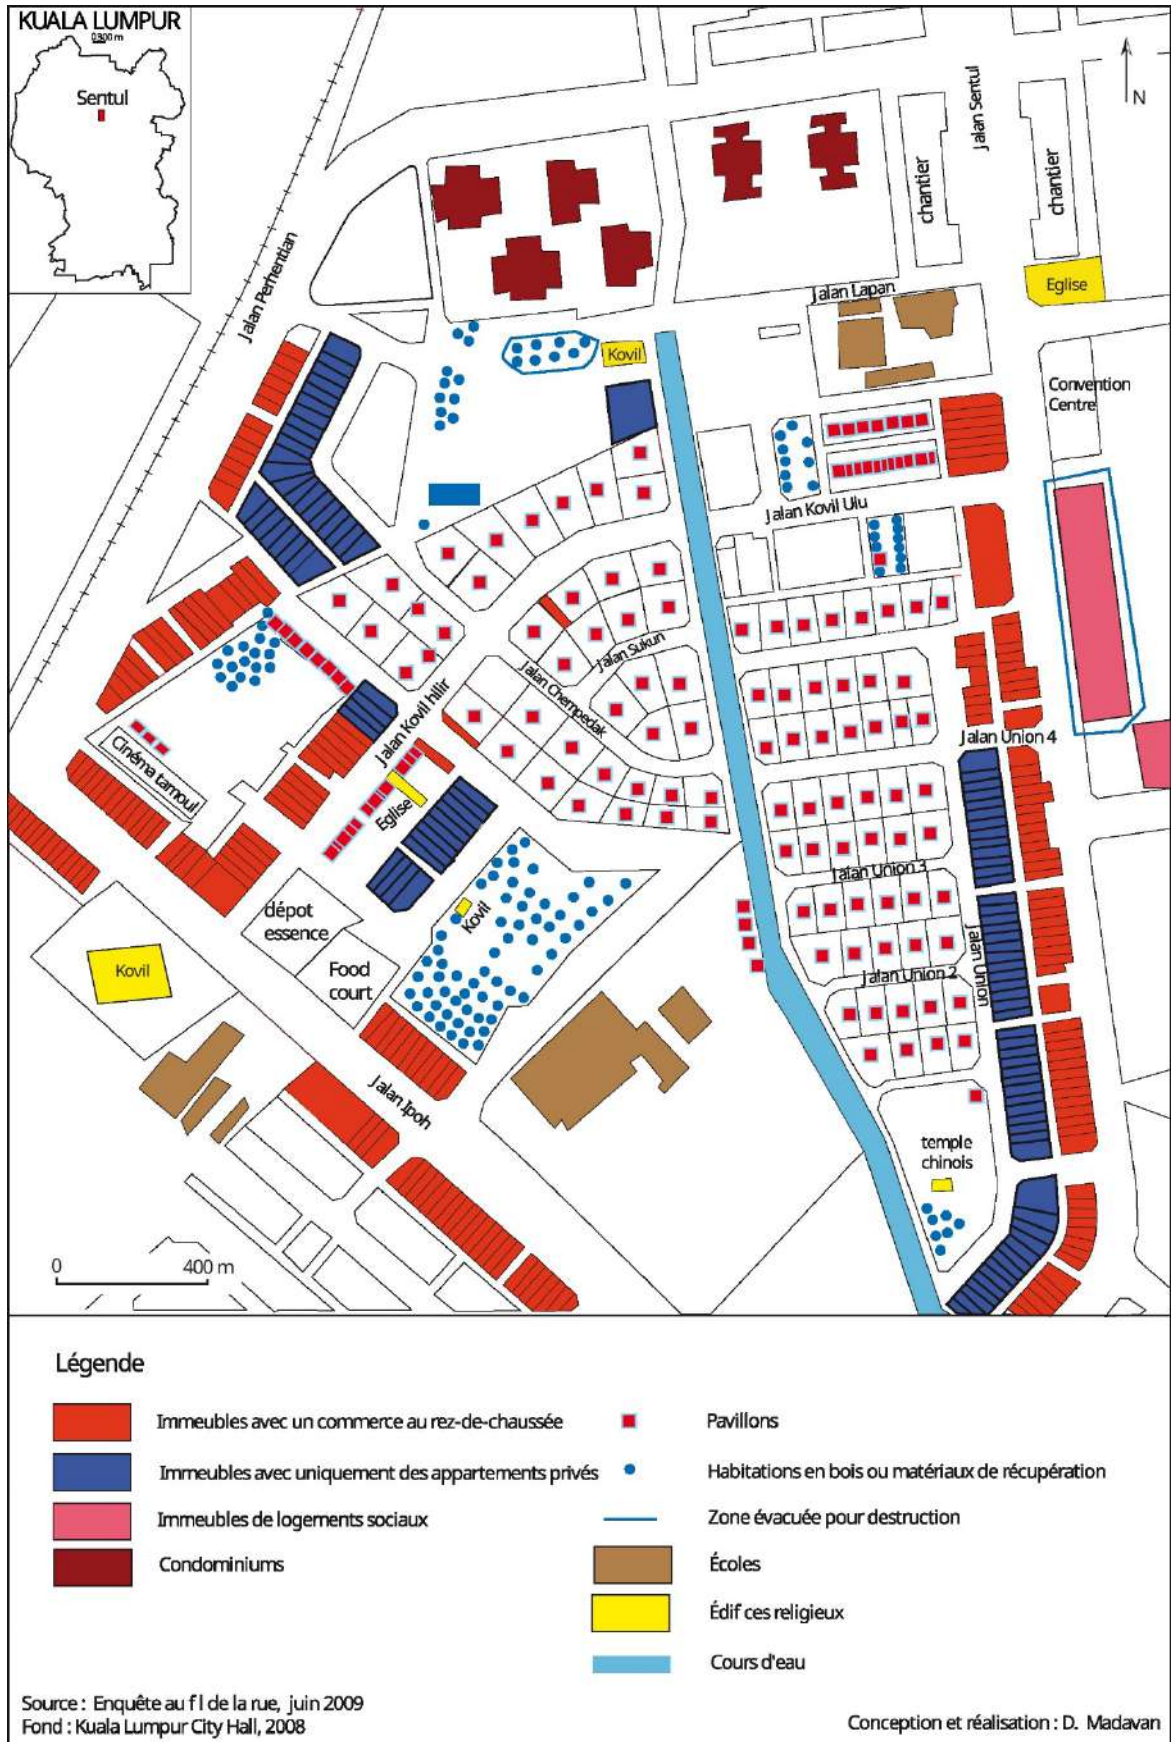 KUALA LUMPUR
0 300 m
Sentul
N
Jalan Sentul
chantier
chantier
Jalan Perhentian
Eglise
Jalan Lapan
Kovil
Convention
Centre
Jalan Kovil Ulu
Jalan Sukun
Jalan Chempedak
Jalan Kovil hilir
Jalan Union 4
Cinéma tamoul
Eglise
Jalan Union 3
dépot
essence
Kovil
Jalan Union
Food
court
Kovil
Jalan Union 2
Jalan Ipoh
temple
chinois
0 400 m
Légende
Immeubles avec un commerce au rez-de-chaussée
Immeubles avec uniquement des appartements privés
Immeubles de logements sociaux
Condominiums
Pavillons
Habitations en bois ou matériaux de récupération
Zone évacuée pour destruction
Écoles
Édif ces religieux
Cours d'eau
Source : Enquête au f l de la rue, juin 2009
Fond : Kuala Lumpur City Hall, 2008
Conception et réalisation : D. Madavan